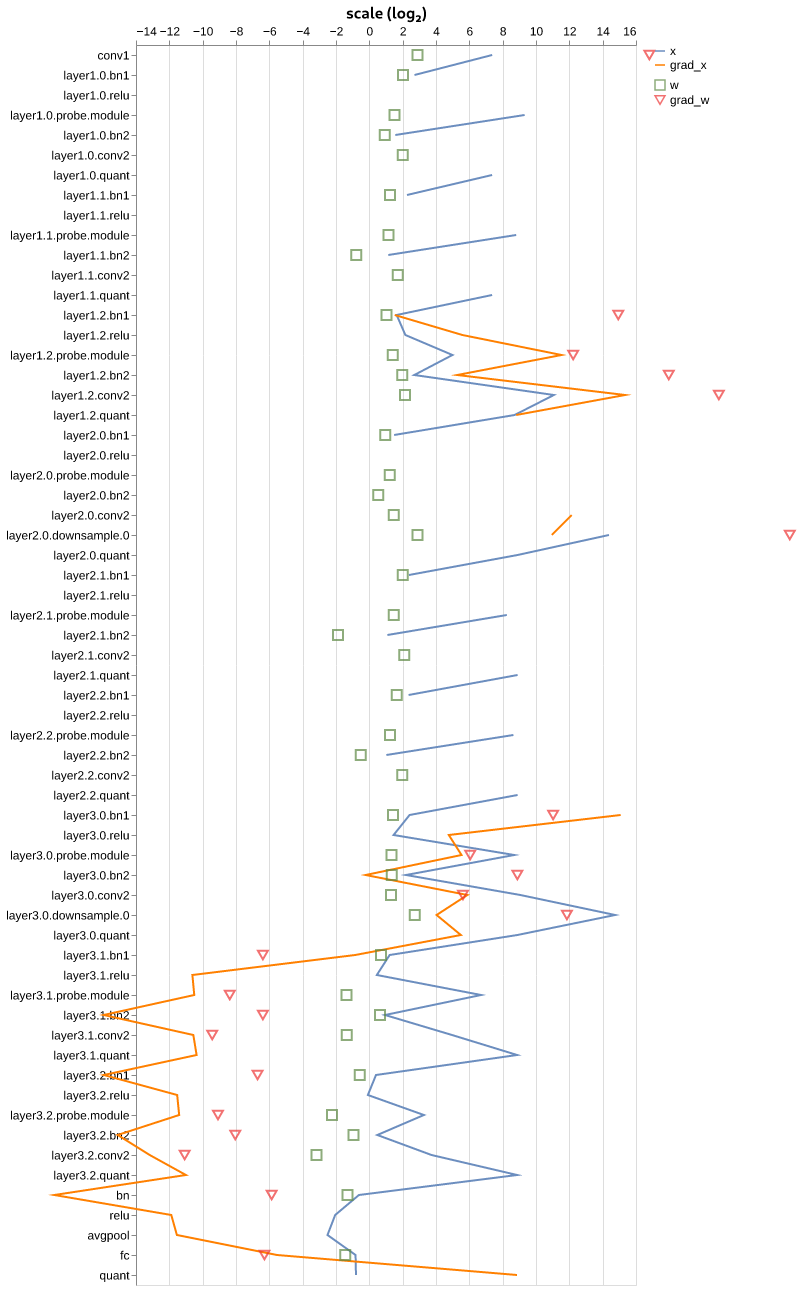 scale (log₂)
−14 −12 −10 −8 −6 −4 −2 0 2 4 6 8 10 12 14 16
conv1
layer1.0.bn1
layer1.0.relu
layer1.0.probe.module
layer1.0.bn2
layer1.0.conv2
layer1.0.quant
layer1.1.bn1
layer1.1.relu
layer1.1.probe.module
layer1.1.bn2
layer1.1.conv2
layer1.1.quant
layer1.2.bn1
layer1.2.relu
layer1.2.probe.module
layer1.2.bn2
layer1.2.conv2
layer1.2.quant
layer2.0.bn1
layer2.0.relu
layer2.0.probe.module
layer2.0.bn2
layer2.0.conv2
layer2.0.downsample.0
layer2.0.quant
layer2.1.bn1
layer2.1.relu
layer2.1.probe.module
layer2.1.bn2
layer2.1.conv2
layer2.1.quant
layer2.2.bn1
layer2.2.relu
layer2.2.probe.module
layer2.2.bn2
layer2.2.conv2
layer2.2.quant
layer3.0.bn1
layer3.0.relu
layer3.0.probe.module
layer3.0.bn2
layer3.0.conv2
layer3.0.downsample.0
layer3.0.quant
layer3.1.bn1
layer3.1.relu
layer3.1.probe.module
layer3.1.bn2
layer3.1.conv2
layer3.1.quant
layer3.2.bn1
layer3.2.relu
layer3.2.probe.module
layer3.2.bn2
layer3.2.conv2
layer3.2.quant
bn
relu
avgpool
fc
quant
x
grad_x
w
grad_w